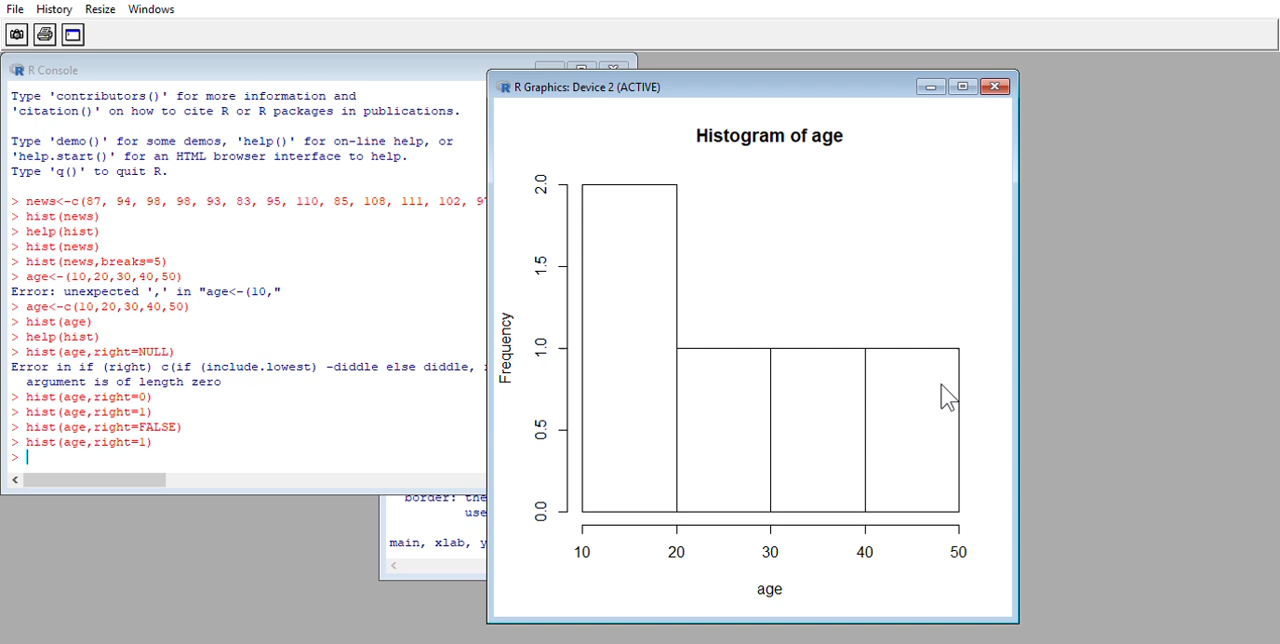 File History Resize Windows
R Console
Type 'contributors()' for more information and
'citation()' on how to cite R or R packages in publications.
Type 'demo()' for some demos, 'help()' for on-line help, or
'help.start()' for an HTML browser interface to help.
Type 'q()' to quit R.
> news<-c(87, 94, 98, 98, 93, 83, 95, 110, 85, 108, 111, 102,
> hist(news)
> help(hist)
> hist(news)
> hist(news,breaks=5)
> age<-(10,20,30,40,50)
Error: unexpected ',' in "age<-(10,"
> age<-c(10,20,30,40,50)
> hist(age)
> help(hist)
> hist(age,right=NULL)
Error in if (right) c(if (include.lowest) -diddle else diddle,
argument is of length zero
> hist(age,right=0)
> hist(age,right=1)
> hist(age,right=FALSE)
> hist(age,right=1)
>
border: the
use
main, xlab, y
R Graphics: Device 2 (ACTIVE)
Histogram of age
2.0
1.5
1.0
0.5
0.0
Frequency
10 20 30 40 50
age